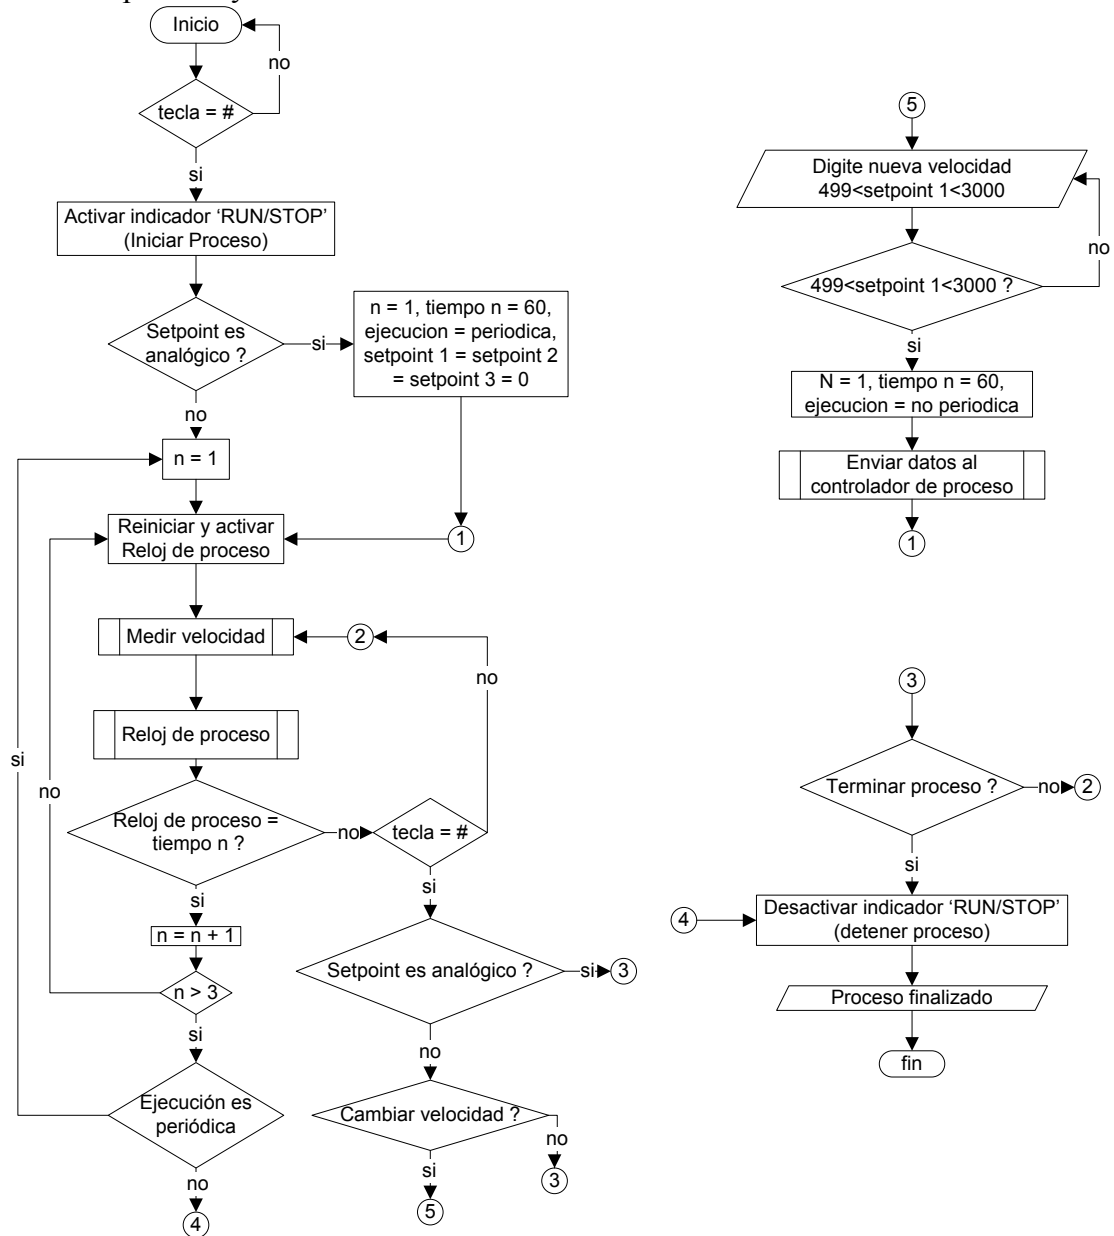 Inicio
no
tecla = #
si
Activar indicador ‘RUN/STOP’
(Iniciar Proceso)
Setpoint es
analógico ?
si
n = 1, tiempo n = 60,
ejecucion = periodica,
setpoint 1 = setpoint 2
= setpoint 3 = 0
no
n = 1
Reiniciar y activar
Reloj de proceso
1
Medir velocidad
2
no
Reloj de proceso
si
no
Reloj de proceso =
tiempo n ?
no
tecla = #
si
si
n = n + 1
n > 3
Setpoint es analógico ?
si
3
si
no
Ejecución es
periódica
Cambiar velocidad ?
no
3
no
si
4
5
5
Digite nueva velocidad
499<setpoint 1<3000
no
499<setpoint 1<3000 ?
si
N = 1, tiempo n = 60,
ejecucion = no periodica
Enviar datos al
controlador de proceso
1
3
Terminar proceso ?
no
2
si
4
Desactivar indicador ‘RUN/STOP’
(detener proceso)
Proceso finalizado
fin